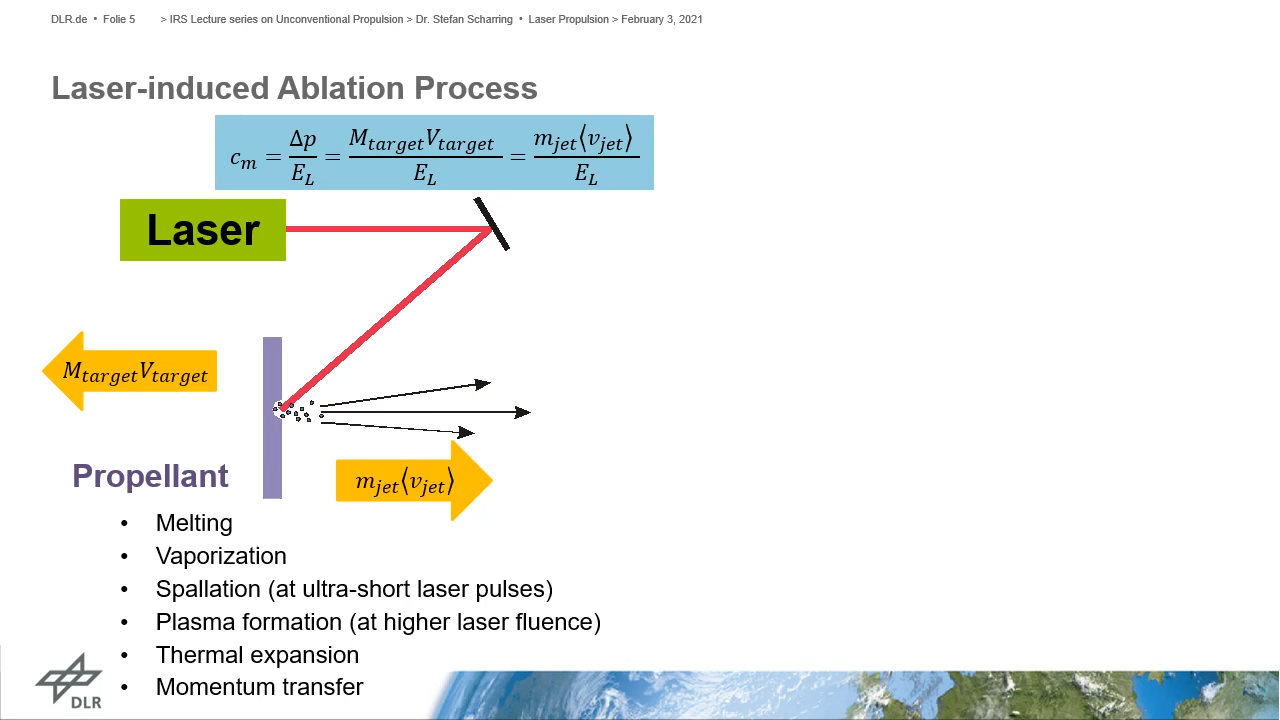 DLR.de • Folie 5 > IRS Lecture series on Unconventional Propulsion > Dr. Stefan Scharring • Laser Propulsion > February 3, 2021
Laser-induced Ablation Process
c_m = Δp / E_L = M_target V_target / E_L = m_jet⟨v_jet⟩ / E_L
Laser
M_target V_target
Propellant
m_jet⟨v_jet⟩
• Melting
• Vaporization
• Spallation (at ultra-short laser pulses)
• Plasma formation (at higher laser fluence)
• Thermal expansion
• Momentum transfer
DLR